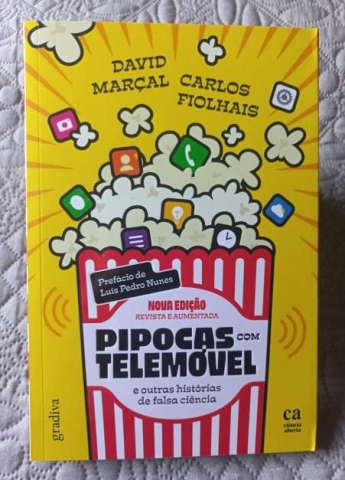 DAVID
MARÇAL
CARLOS
FIOLHAIS
Prefácio de
Luís Pedro Nunes
NOVA EDIÇÃO
REVISTA E AUMENTADA
PIPOCAS COM
TELEMÓVEL
e outras histórias
de falsa ciência
gradiva
ca
ciência
aberta